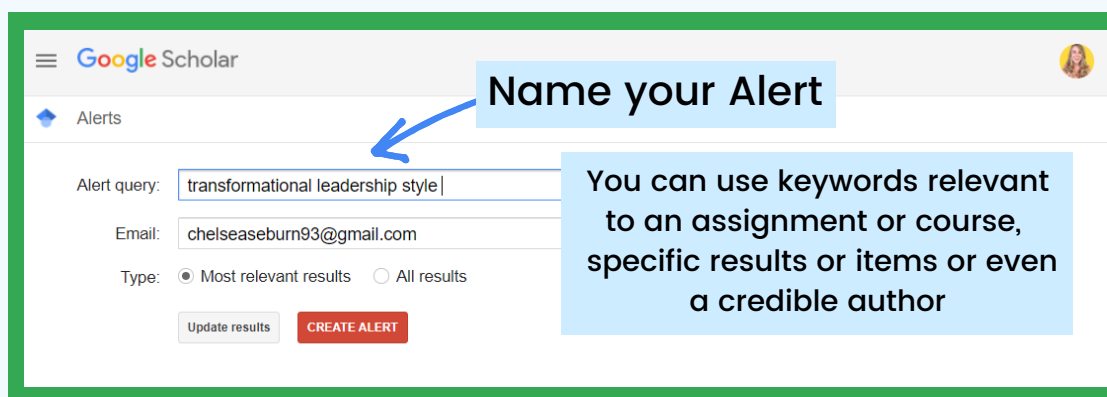 Google Scholar
Name your Alert
Alerts
Alert query: transformational leadership style
Email: chelseaseburn93@gmail.com
Type: Most relevant results All results
Update results CREATE ALERT
You can use keywords relevant
to an assignment or course,
specific results or items or even
a credible author